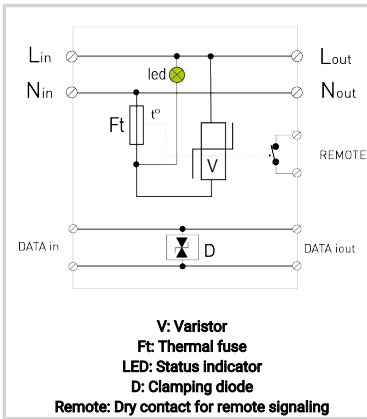 Lin Lout
led
Nin Nout
t°
Ft
V
REMOTE
DATA in D DATA iout
V: Varistor
Ft: Thermal fuse
LED: Status indicator
D: Clamping diode
Remote: Dry contact for remote signaling